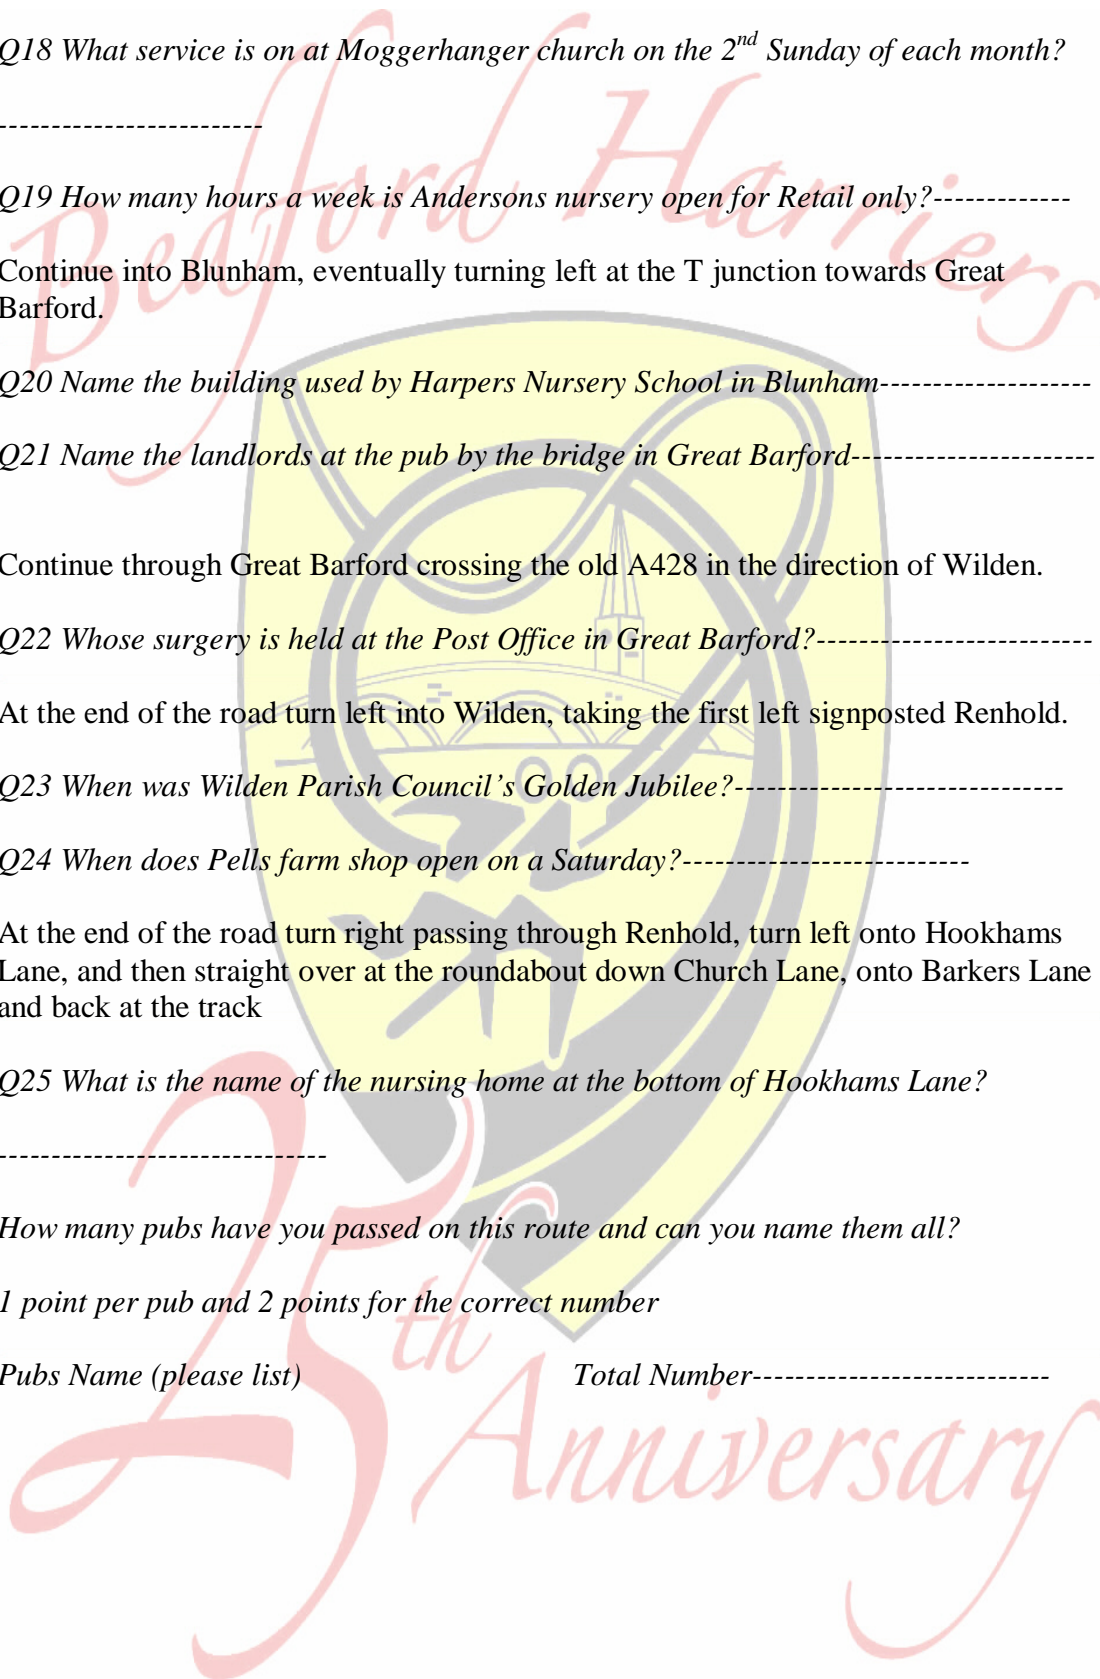 Q18 What service is on at Moggerhanger church on the 2nd Sunday of each month?
-------------------------
Q19 How many hours a week is Andersons nursery open for Retail only?-------------
Continue into Blunham, eventually turning left at the T junction towards Great
Barford.
Q20 Name the building used by Harpers Nursery School in Blunham--------------------
Q21 Name the landlords at the pub by the bridge in Great Barford-----------------------
Continue through Great Barford crossing the old A428 in the direction of Wilden.
Q22 Whose surgery is held at the Post Office in Great Barford?--------------------------
At the end of the road turn left into Wilden, taking the first left signposted Renhold.
Q23 When was Wilden Parish Council's Golden Jubilee?-------------------------------
Q24 When does Pells farm shop open on a Saturday?---------------------------
At the end of the road turn right passing through Renhold, turn left onto Hookhams
Lane, and then straight over at the roundabout down Church Lane, onto Barkers Lane
and back at the track
Q25 What is the name of the nursing home at the bottom of Hookhams Lane?
-------------------------------
How many pubs have you passed on this route and can you name them all?
1 point per pub and 2 points for the correct number
Pubs Name (please list) Total Number----------------------------
Bedford Harriers
25th
Anniversary